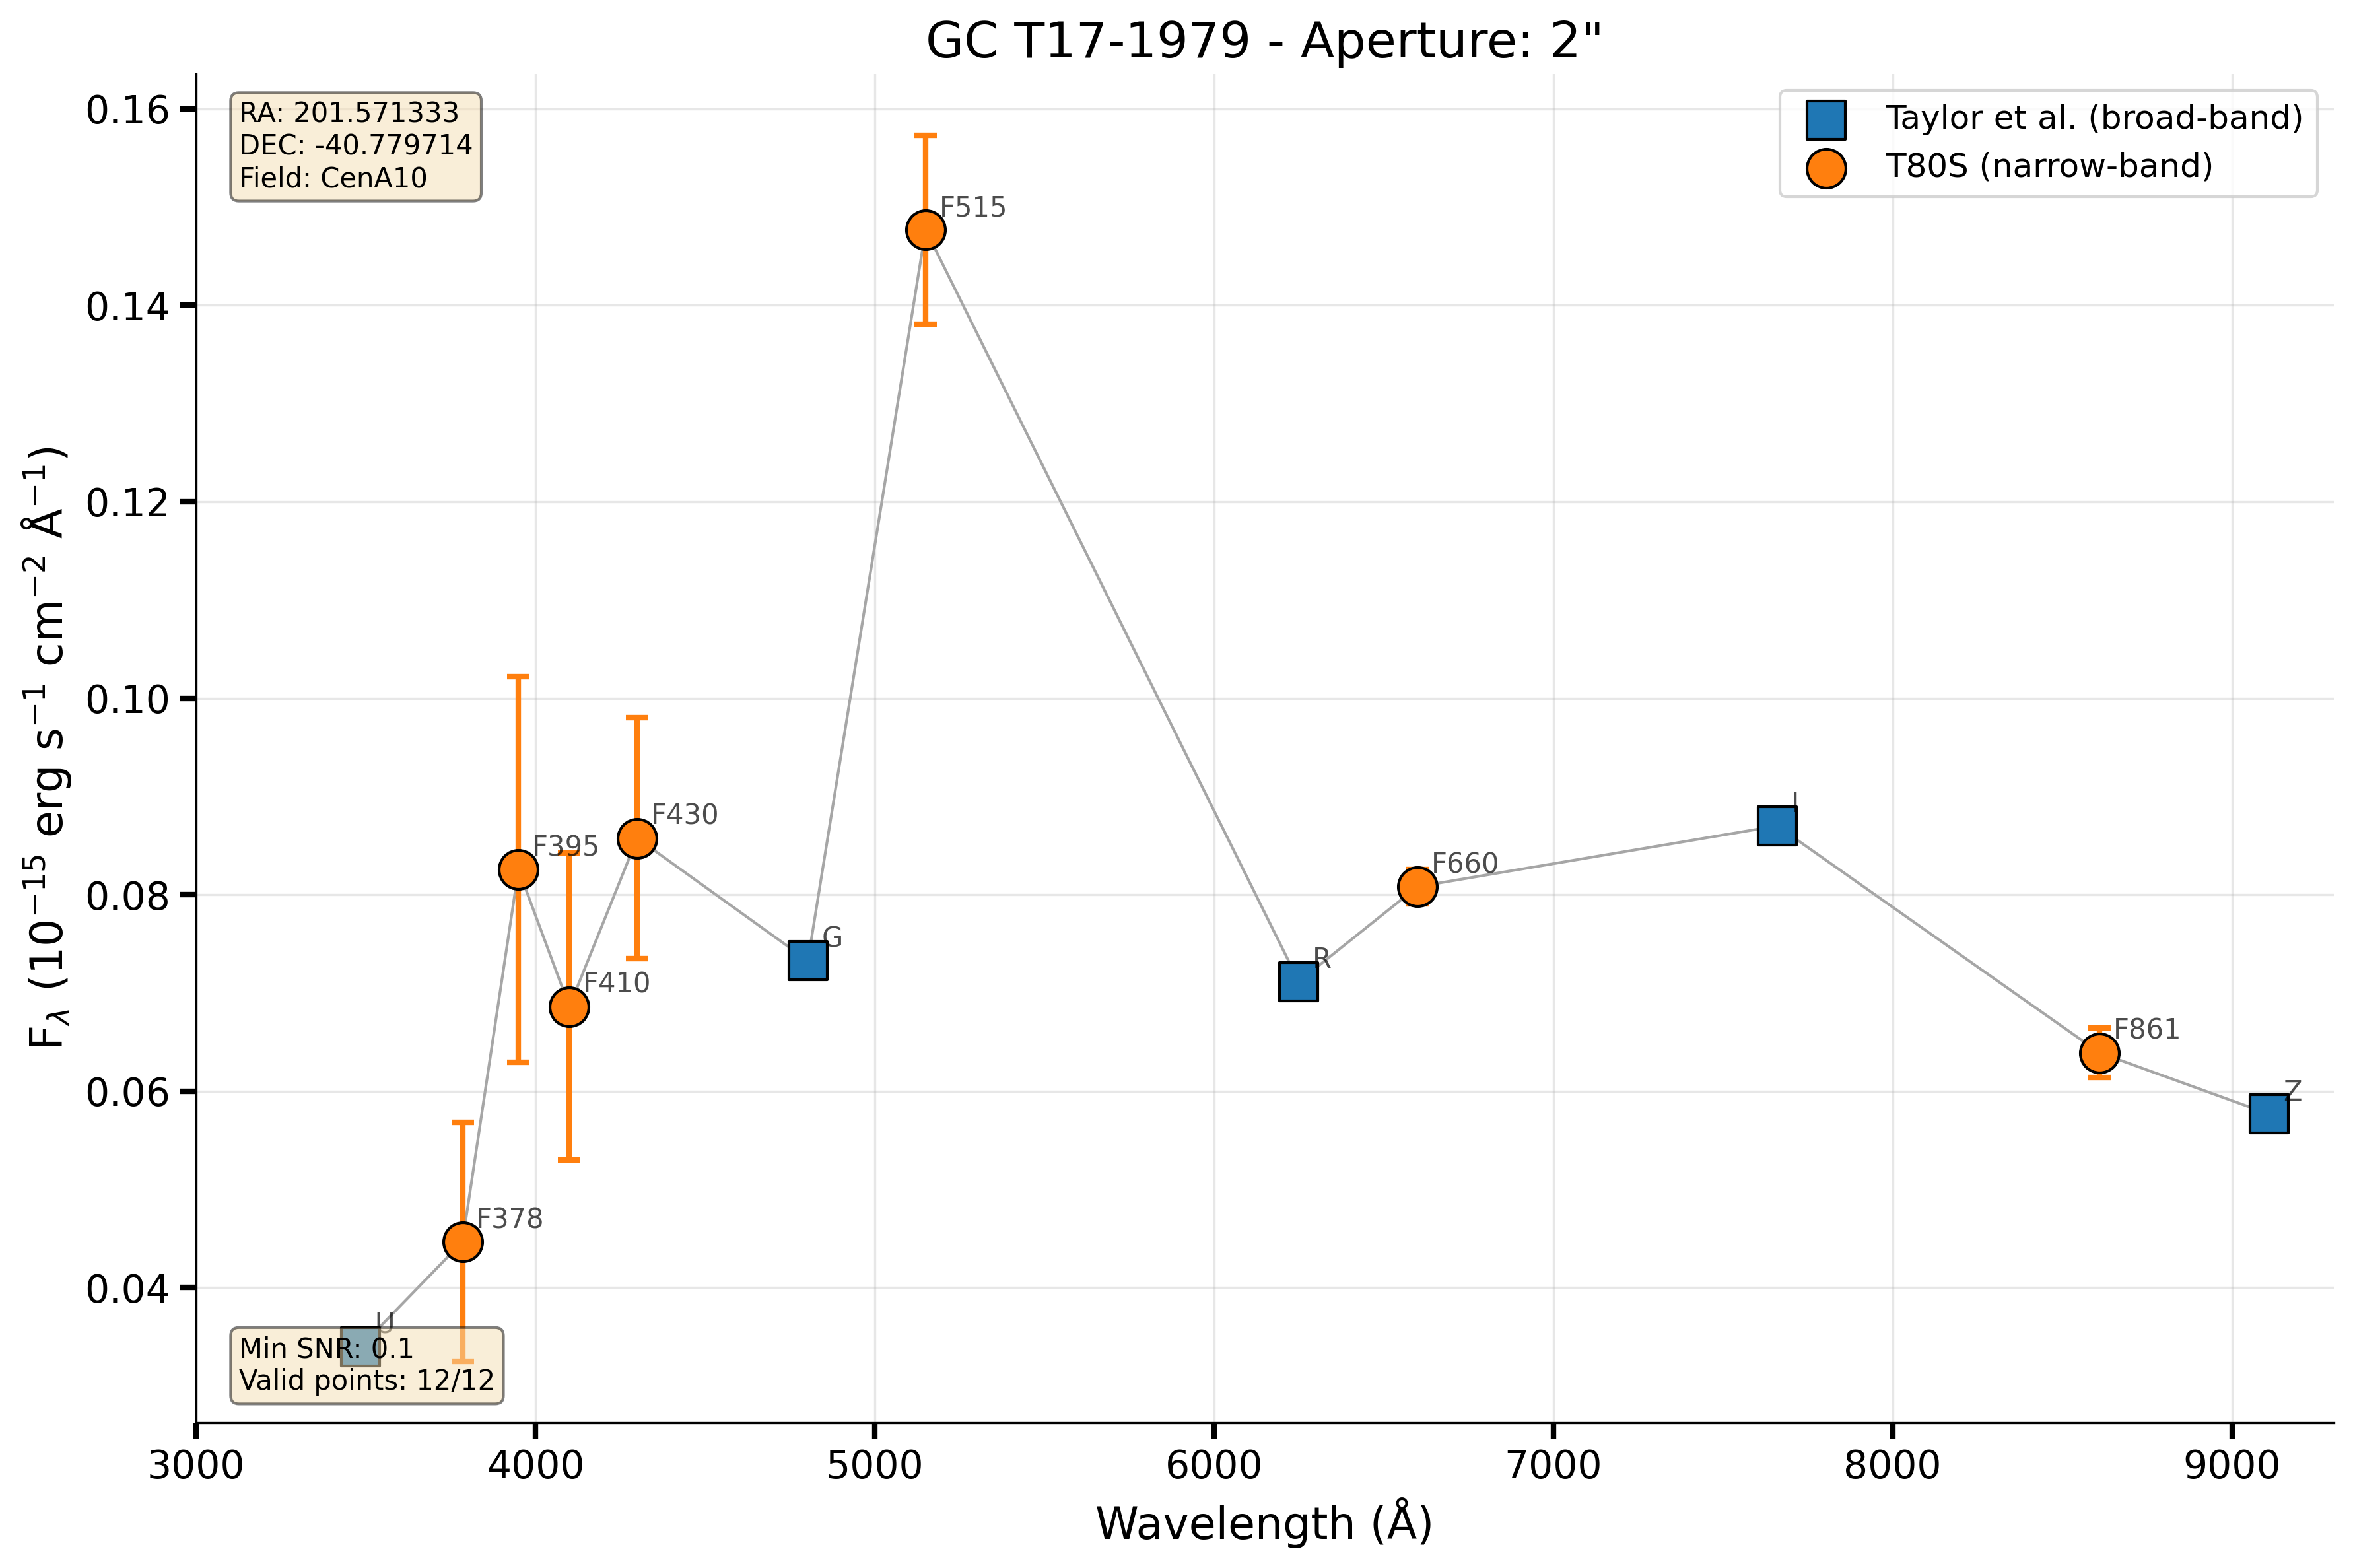 GC T17-1979 - Aperture: 2"
RA: 201.571333
DEC: -40.779714
Field: CenA10
Taylor et al. (broad-band)
T80S (narrow-band)
0.16
0.14
0.12
0.10
0.08
0.06
0.04
F$_{\lambda}$ (10$^{-15}$ erg s$^{-1}$ cm$^{-2}$ Å$^{-1}$)
F515
F395
F430
F410
G
F378
U
R
F660
I
F861
Z
Min SNR: 0.1
Valid points: 12/12
3000
4000
5000
6000
7000
8000
9000
Wavelength (Å)